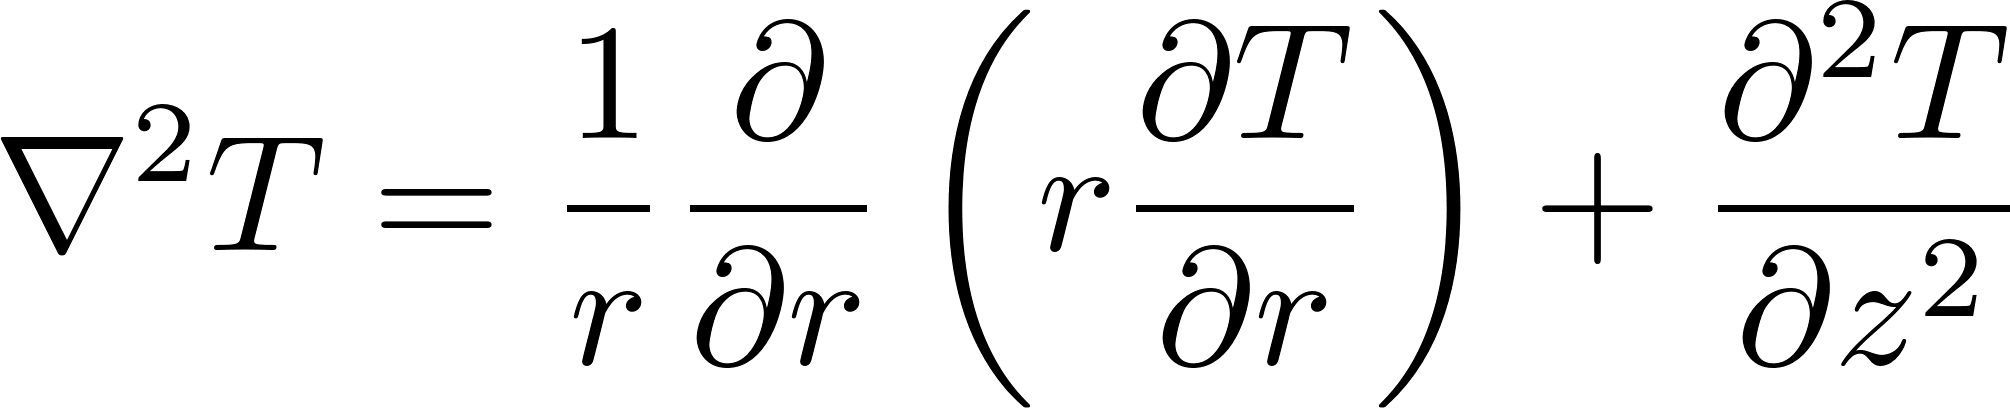 ∇²T = 1/r ∂/∂r (r ∂T/∂r) + ∂²T/∂z²